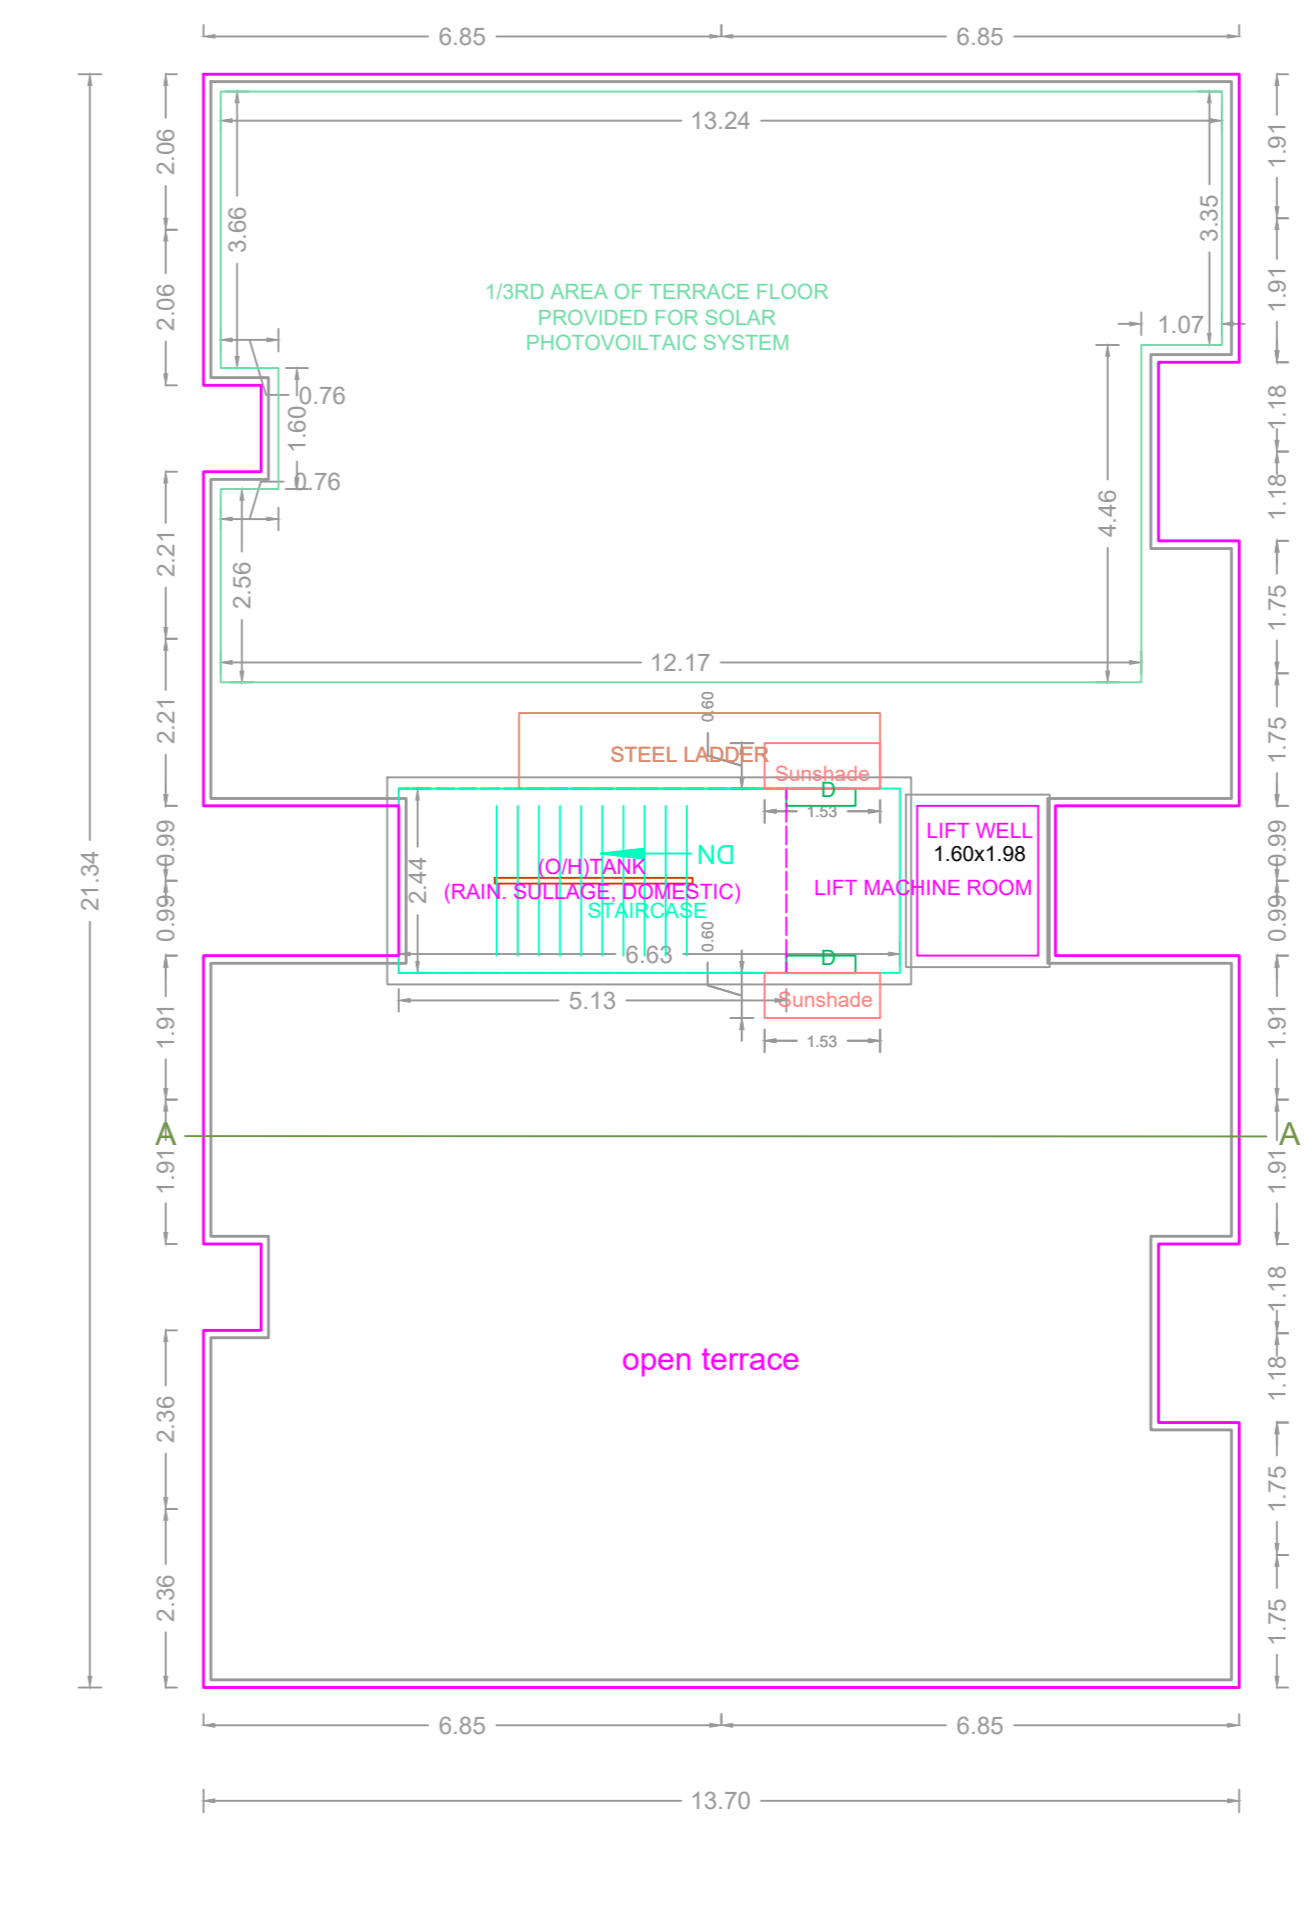 6.85
6.85
13.24
2.06
1.91
3.66
3.35
2.06
1/3RD AREA OF TERRACE FLOOR
PROVIDED FOR SOLAR
PHOTOVOILTAIC SYSTEM
1.91
1.07
0.76
1.60
1.18
0.76
1.18
4.46
2.21
2.56
1.75
12.17
2.21
0.60
1.75
STEEL LADDER
Sunshade
D
1.53
21.34
0.99
2.44
LIFT WELL
1.60x1.98
0.99
DN
(O/H)TANK
(RAIN. SULLAGE, DOMESTIC)
LIFT MACHINE ROOM
STAIRCASE
0.99
0.99
0.60
6.63
D
5.13
Sunshade
1.91
1.91
1.53
A
A
1.91
1.91
1.18
open terrace
1.18
2.36
1.75
2.36
1.75
6.85
6.85
13.70